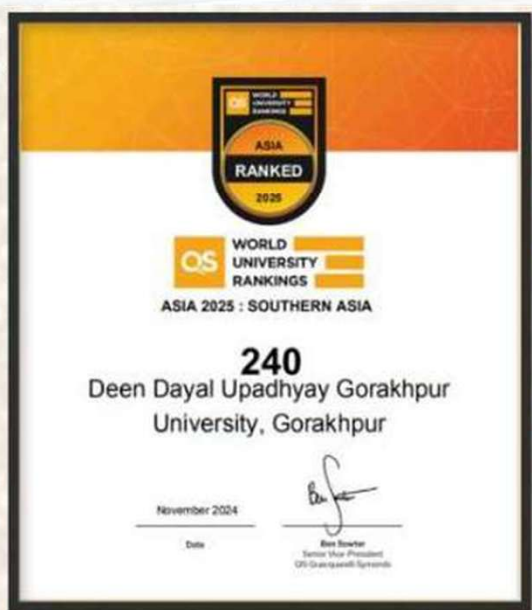 QS WORLD
UNIVERSITY
RANKINGS
ASIA
RANKED
2025
QS WORLD
UNIVERSITY
RANKINGS
ASIA 2025 : SOUTHERN ASIA
240
Deen Dayal Upadhyay Gorakhpur
University, Gorakhpur
November 2024
Date
Ben Sowter
Senior Vice President
QS Quacquarelli Symonds